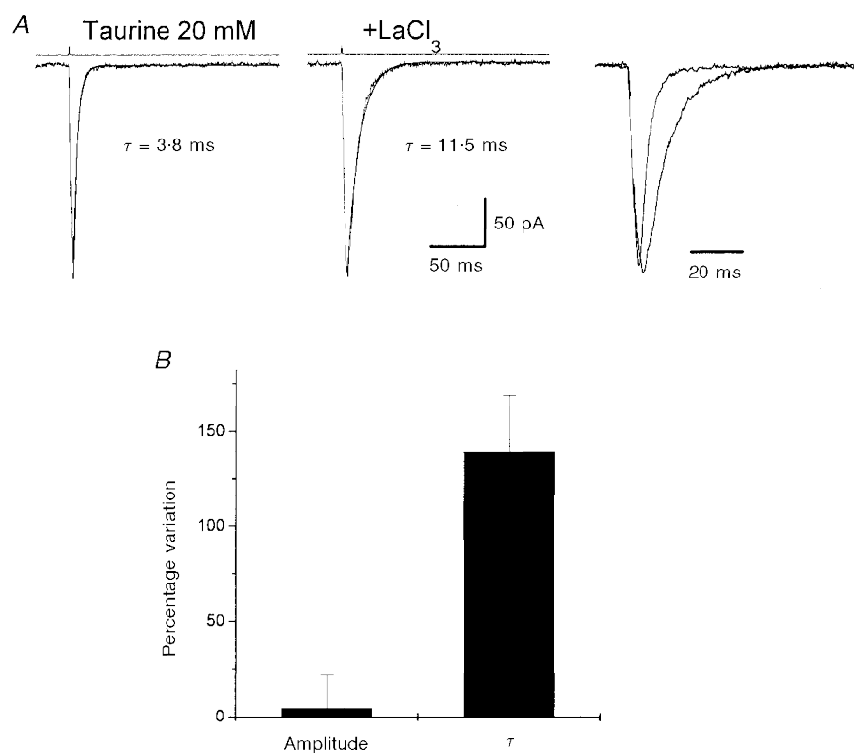 A
Taurine 20 mM
+LaCl3
τ = 3·8 ms
τ = 11·5 ms
50 pA
50 ms
20 ms
B
Percentage variation
150
100
50
0
Amplitude
τ